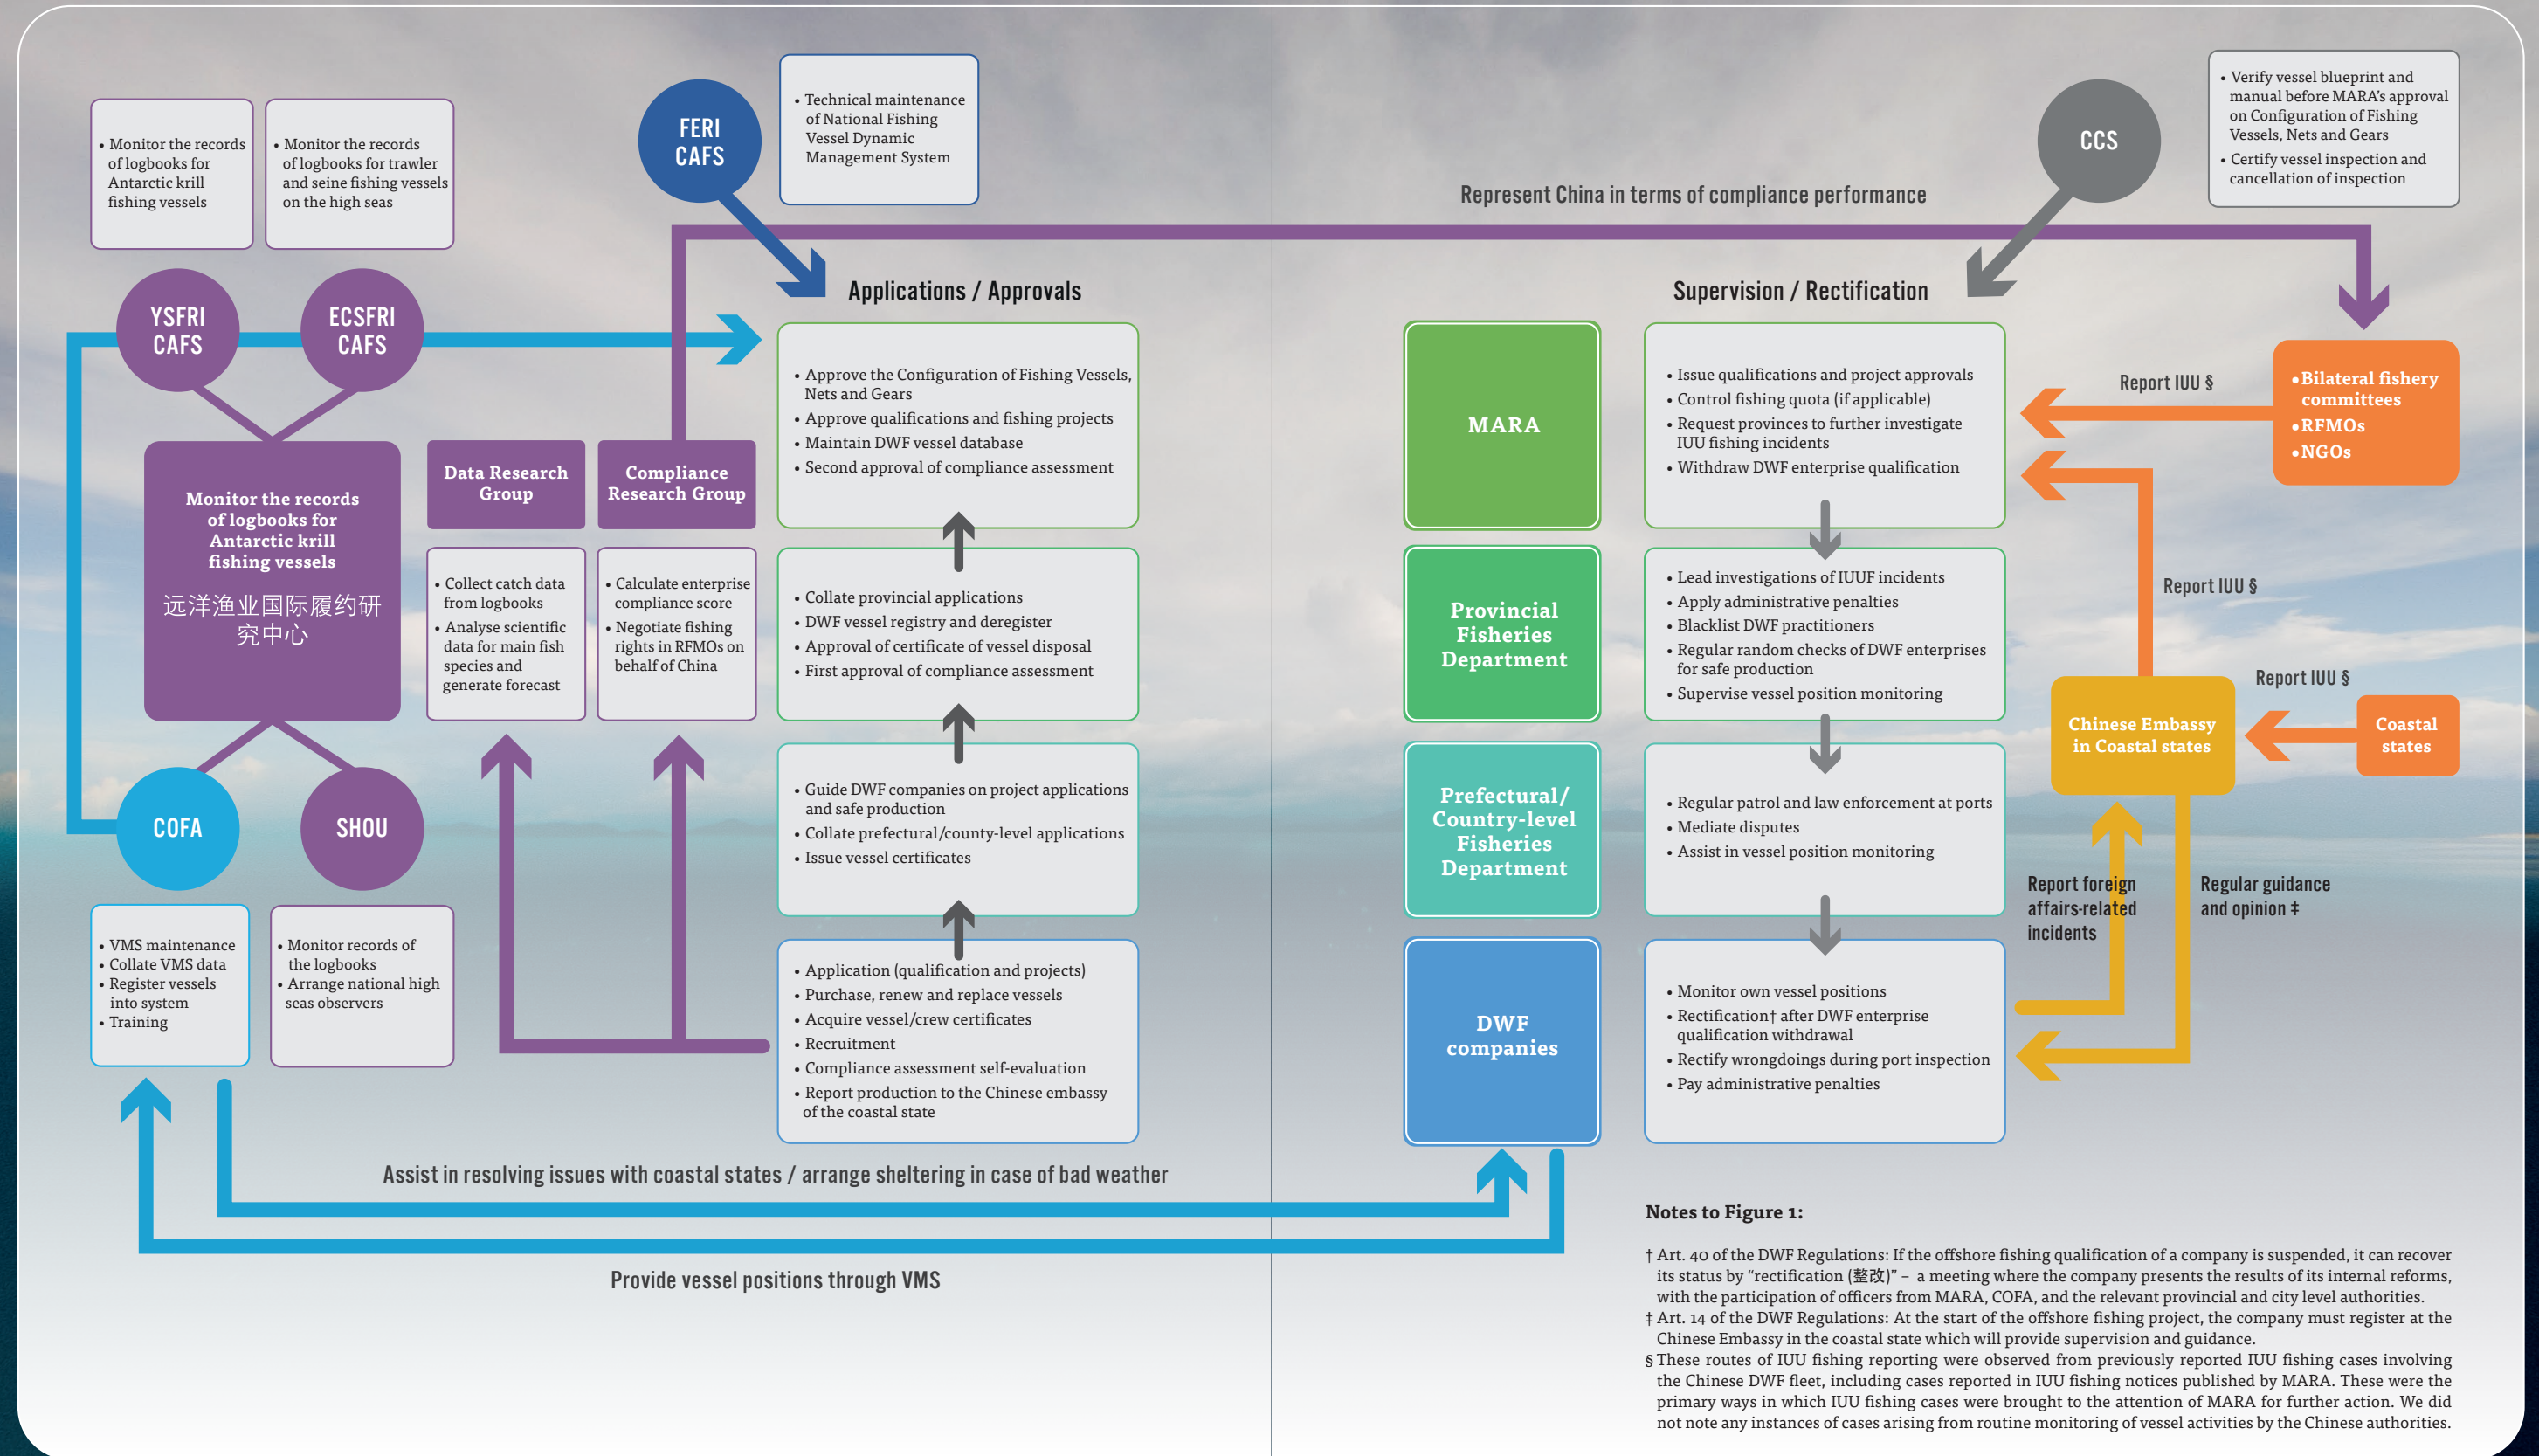 • Monitor the records
of logbooks for
Antarctic krill
fishing vessels
• Monitor the records
of logbooks for trawler
and seine fishing vessels
on the high seas
FERI
CAFS
• Technical maintenance
of National Fishing
Vessel Dynamic
Management System
CCS
• Verify vessel blueprint and
manual before MARA's approval
on Configuration of Fishing
Vessels, Nets and Gears
• Certify vessel inspection and
cancellation of inspection
Represent China in terms of compliance performance
YSFRI
CAFS
ECSFRI
CAFS
Monitor the records
of logbooks for
Antarctic krill
fishing vessels
远洋渔业国际履约研
究中心
Data Research
Group
• Collect catch data
from logbooks
• Analyse scientific
data for main fish
species and
generate forecast
Compliance
Research Group
• Calculate enterprise
compliance score
• Negotiate fishing
rights in RFMOs on
behalf of China
COFA
SHOU
• VMS maintenance
• Collate VMS data
• Register vessels
into system
• Training
• Monitor records of
the logbooks
• Arrange national high
seas observers
Applications / Approvals
• Approve the Configuration of Fishing Vessels,
Nets and Gears
• Approve qualifications and fishing projects
• Maintain DWF vessel database
• Second approval of compliance assessment
• Collate provincial applications
• DWF vessel registry and deregister
• Approval of certificate of vessel disposal
• First approval of compliance assessment
• Guide DWF companies on project applications
and safe production
• Collate prefectural/county-level applications
• Issue vessel certificates
• Application (qualification and projects)
• Purchase, renew and replace vessels
• Acquire vessel/crew certificates
• Recruitment
• Compliance assessment self-evaluation
• Report production to the Chinese embassy
of the coastal state
MARA
Provincial
Fisheries
Department
Prefectural/
Country-level
Fisheries
Department
DWF
companies
Supervision / Rectification
• Issue qualifications and project approvals
• Control fishing quota (if applicable)
• Request provinces to further investigate
IUU fishing incidents
• Withdraw DWF enterprise qualification
• Lead investigations of IUUF incidents
• Apply administrative penalties
• Blacklist DWF practitioners
• Regular random checks of DWF enterprises
for safe production
• Supervise vessel position monitoring
• Regular patrol and law enforcement at ports
• Mediate disputes
• Assist in vessel position monitoring
• Monitor own vessel positions
• Rectification† after DWF enterprise
qualification withdrawal
• Rectify wrongdoings during port inspection
• Pay administrative penalties
Report IUU §
• Bilateral fishery
committees
• RFMOs
• NGOs
Report IUU §
Report IUU §
Chinese Embassy
in Coastal states
Coastal
states
Report foreign
affairs-related
incidents
Regular guidance
and opinion ‡
Assist in resolving issues with coastal states / arrange sheltering in case of bad weather
Provide vessel positions through VMS
Notes to Figure 1:
† Art. 40 of the DWF Regulations: If the offshore fishing qualification of a company is suspended, it can recover
its status by “rectification (整改)” – a meeting where the company presents the results of its internal reforms,
with the participation of officers from MARA, COFA, and the relevant provincial and city level authorities.
‡ Art. 14 of the DWF Regulations: At the start of the offshore fishing project, the company must register at the
Chinese Embassy in the coastal state which will provide supervision and guidance.
§ These routes of IUU fishing reporting were observed from previously reported IUU fishing cases involving
the Chinese DWF fleet, including cases reported in IUU fishing notices published by MARA. These were the
primary ways in which IUU fishing cases were brought to the attention of MARA for further action. We did
not note any instances of cases arising from routine monitoring of vessel activities by the Chinese authorities.